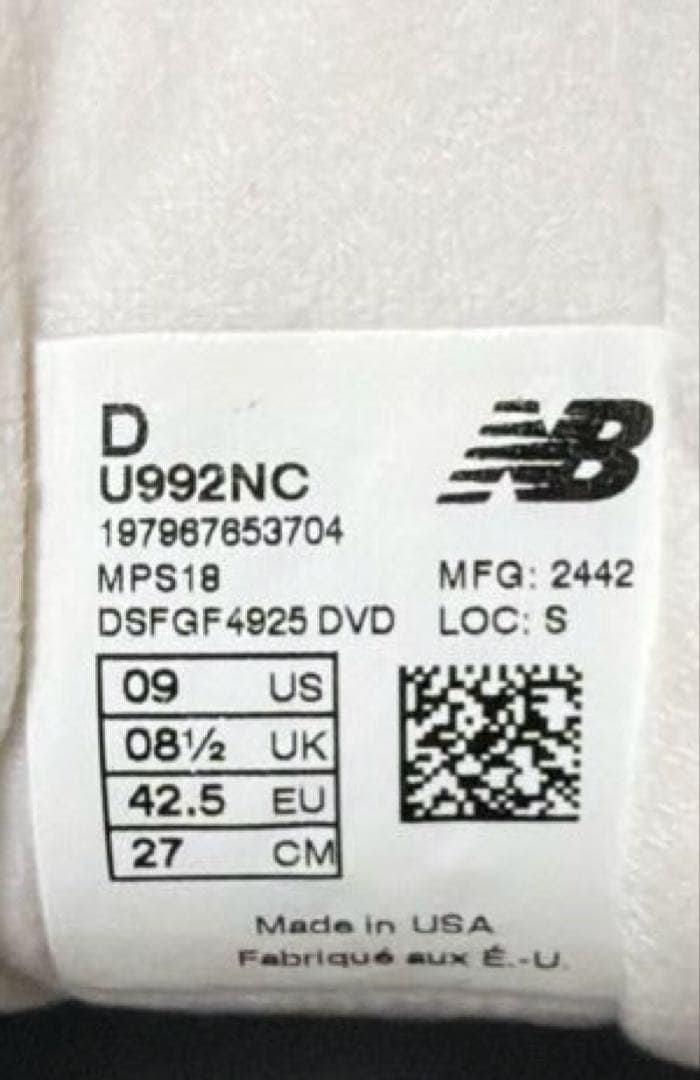 D
NB
U992NC
197967653704
MPS18 MFG: 2442
DSFGF4925 DVD LOC: S
09 US
08½ UK
42.5 EU
27 CM
Made in USA
Fabriqué aux É.-U.